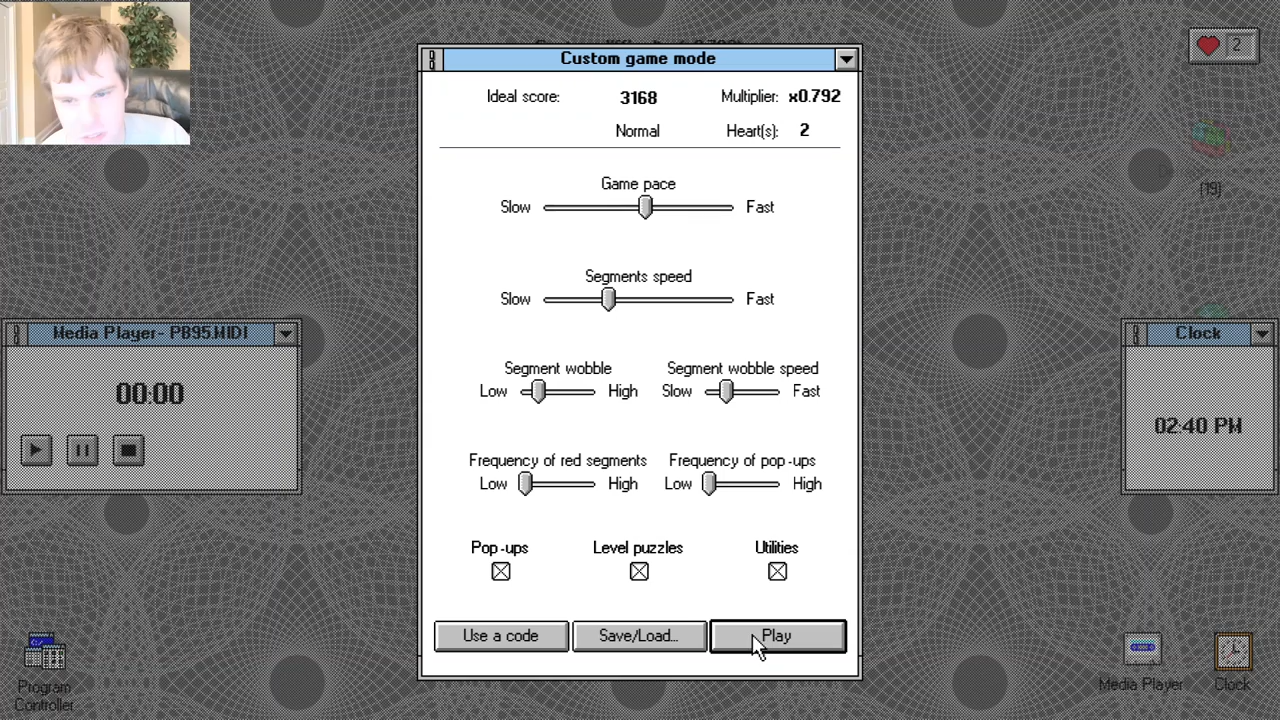 Custom game mode
2
Ideal score: 3168 Multiplier: x0.792
Normal Heart(s): 2
(19)
Game pace
Slow Fast
Segments speed
Slow Fast
Media Player- PB95.MIDI
Clock
00:00
Segment wobble Segment wobble speed
Low High Slow Fast
02:40 PM
Frequency of red segments Frequency of pop-ups
Low High Low High
Pop-ups Level puzzles Utilities
Use a code Save/Load... Play
Program
Controller
Media Player Clock